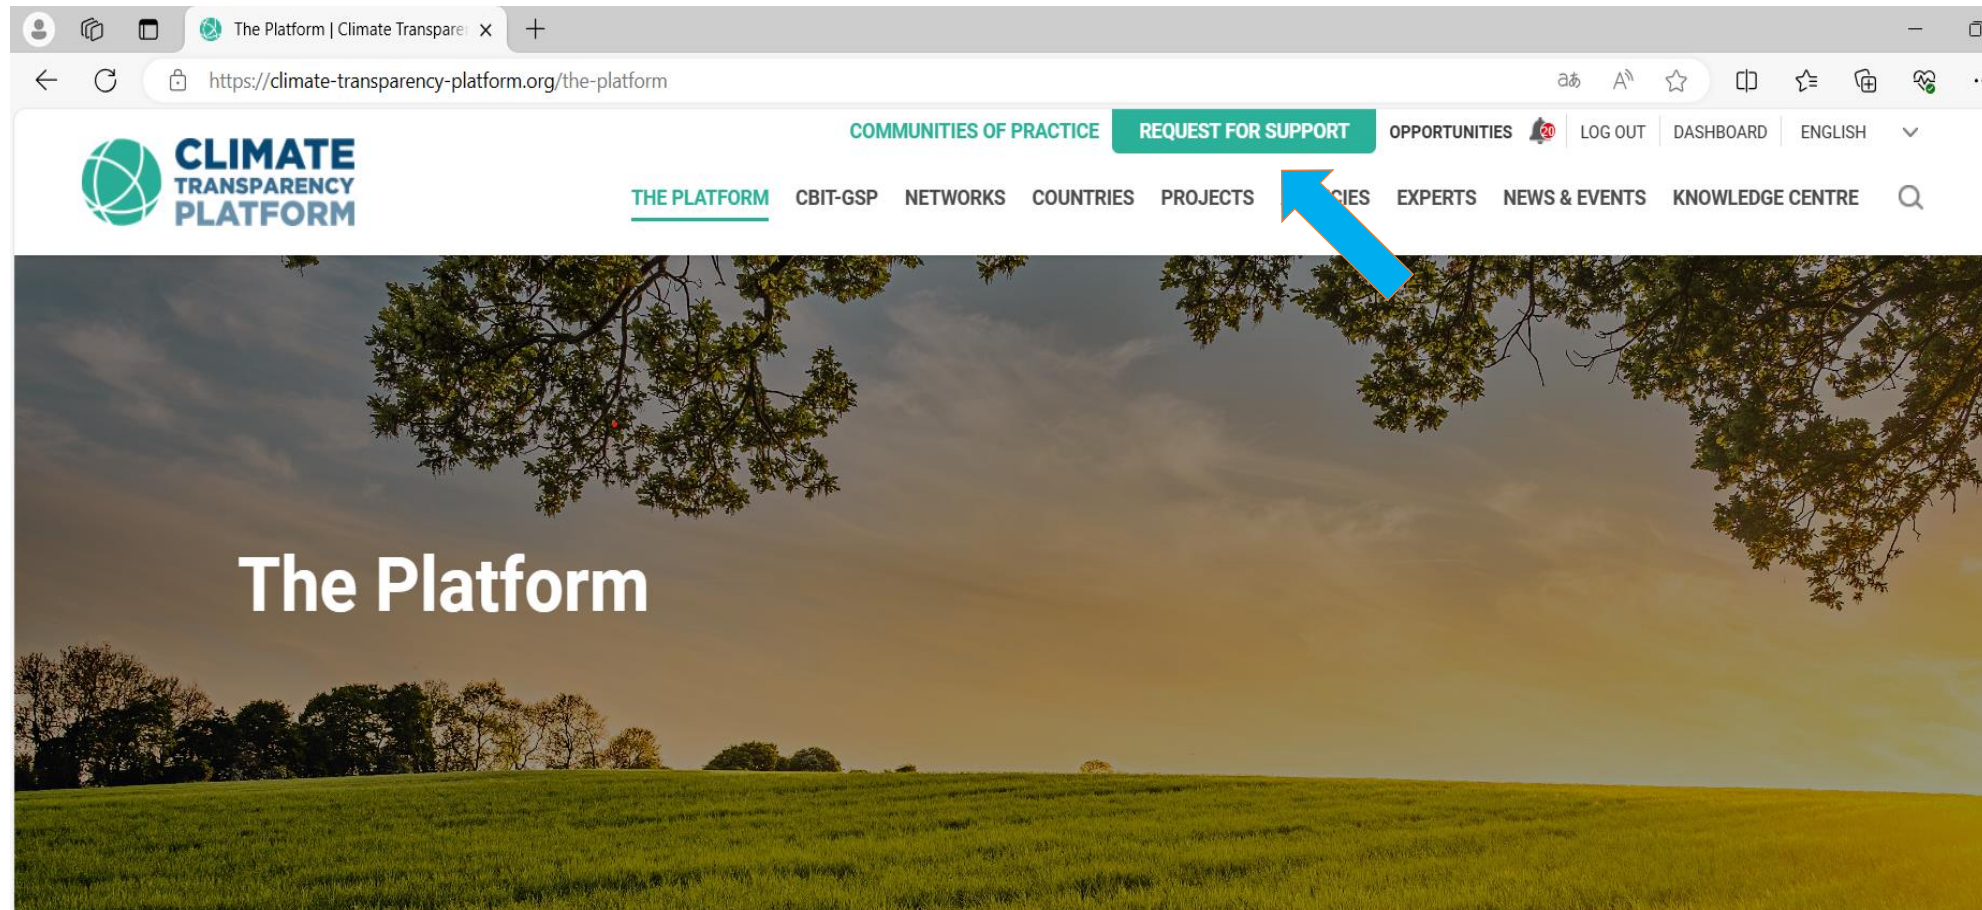 The Platform | Climate Transpare
https://climate-transparency-platform.org/the-platform
COMMUNITIES OF PRACTICE REQUEST FOR SUPPORT OPPORTUNITIES 20 LOG OUT DASHBOARD ENGLISH
CLIMATE
TRANSPARENCY
PLATFORM
THE PLATFORM CBIT-GSP NETWORKS COUNTRIES PROJECTS CIES EXPERTS NEWS & EVENTS KNOWLEDGE CENTRE
The Platform